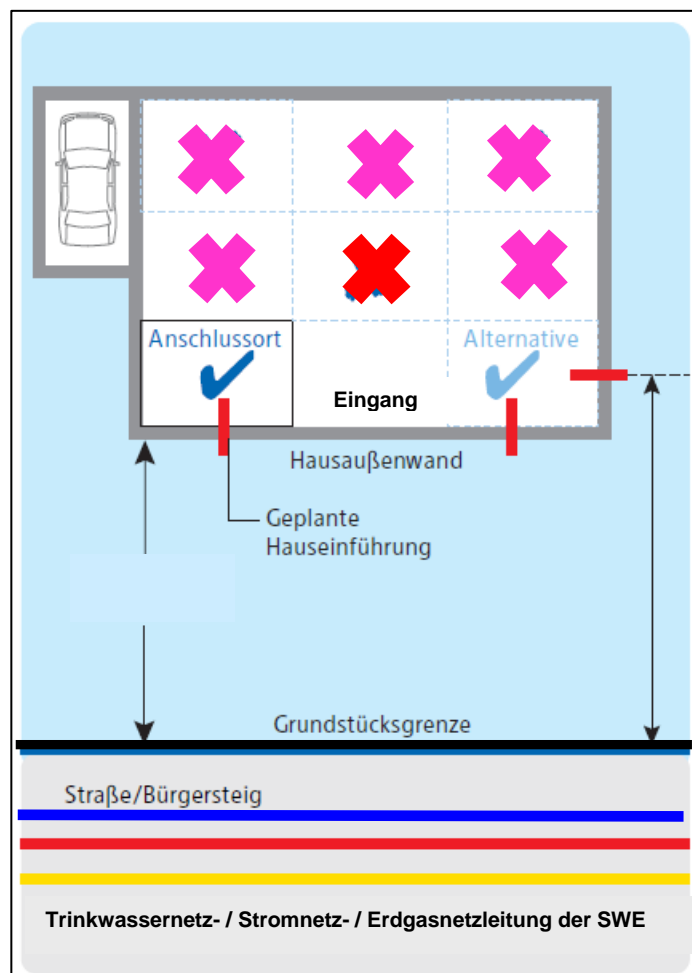 Anschlussort
Alternative
Eingang
Hausaußenwand
Geplante
Hauseinführung
Grundstücksgrenze
Straße/Bürgersteig
Trinkwassernetz- / Stromnetz- / Erdgasnetzleitung der SWE